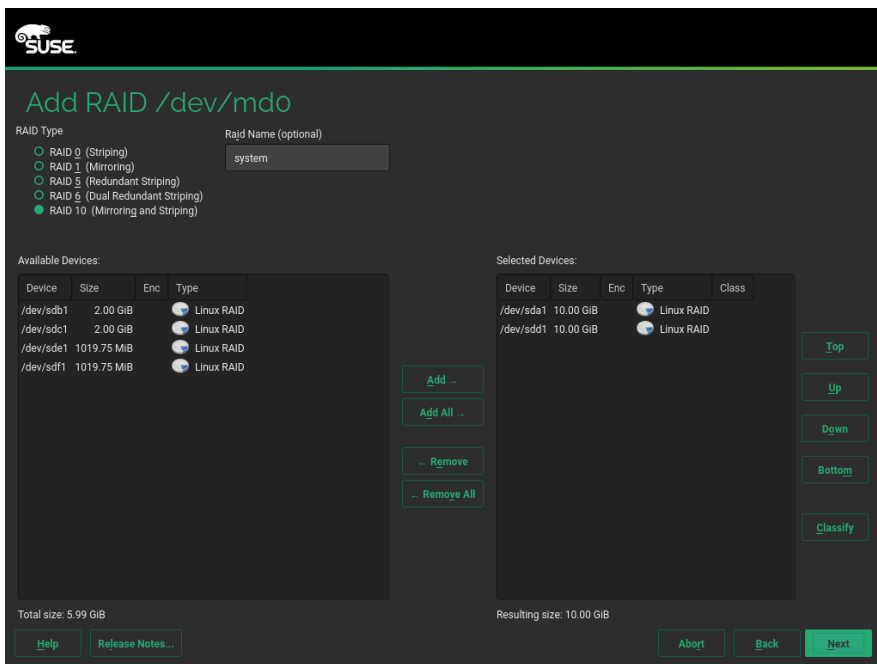 SUSE.
Add RAID /dev/md0
RAID Type
Raid Name (optional)
RAID 0 (Striping)
RAID 1 (Mirroring)
RAID 5 (Redundant Striping)
RAID 6 (Dual Redundant Striping)
RAID 10 (Mirroring and Striping)
system
Available Devices:
Device Size Enc Type
/dev/sdb1 2.00 GiB Linux RAID
/dev/sdc1 2.00 GiB Linux RAID
/dev/sde1 1019.75 MiB Linux RAID
/dev/sdf1 1019.75 MiB Linux RAID
Total size: 5.99 GiB
Add →
Add All →
← Remove
← Remove All
Selected Devices:
Device Size Enc Type Class
/dev/sda1 10.00 GiB Linux RAID
/dev/sdd1 10.00 GiB Linux RAID
Resulting size: 10.00 GiB
Top
Up
Down
Bottom
Classify
Help Release Notes... Abort Back Next